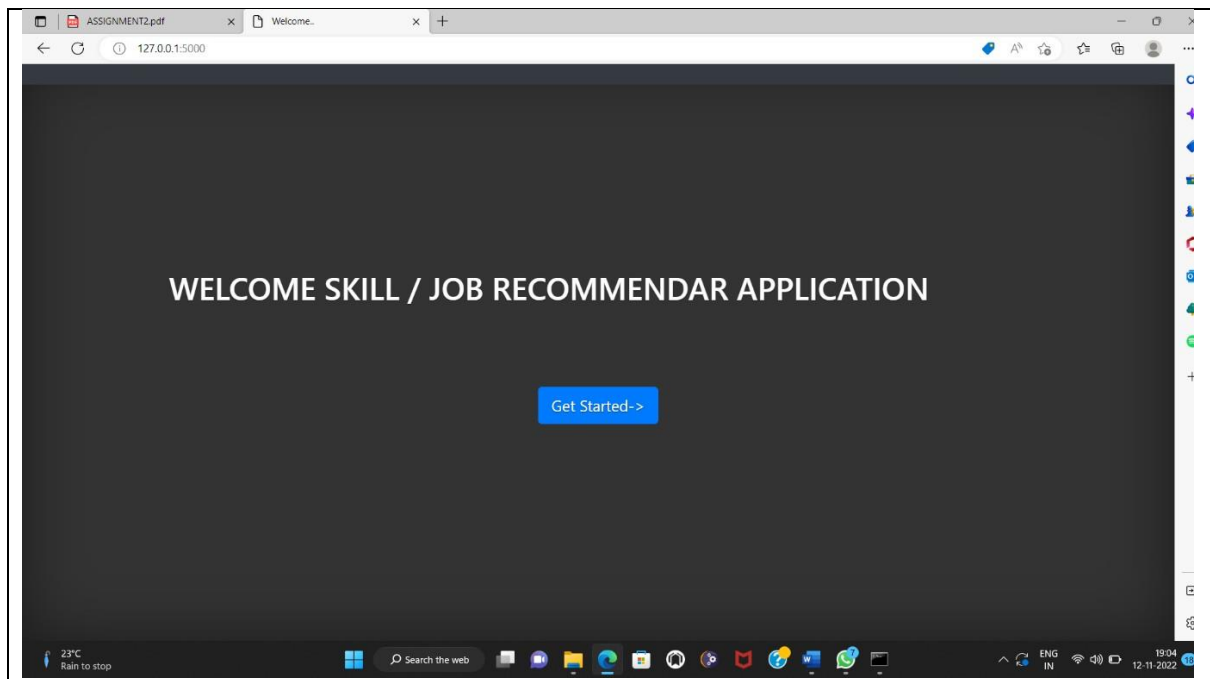 ASSIGNMENT2.pdf
Welcome..
127.0.0.1:5000
WELCOME SKILL / JOB RECOMMENDAR APPLICATION
Get Started->
23°C
Rain to stop
Search the web
ENG
IN
19:04
12-11-2022
18